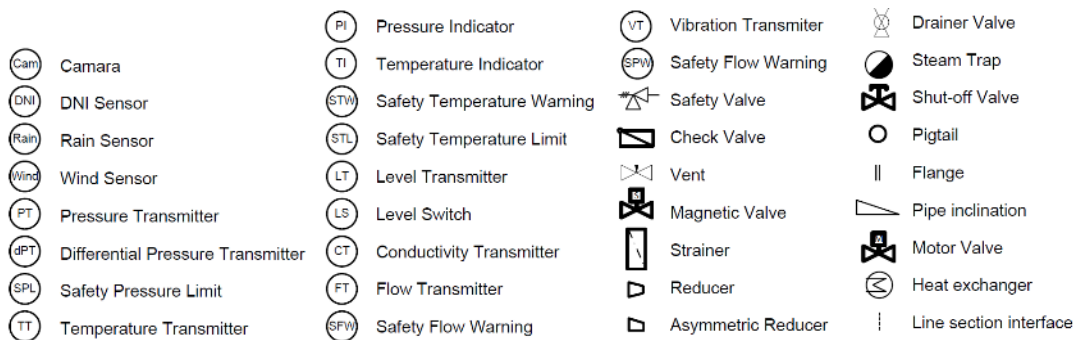 Cam Camara
DNI DNI Sensor
Rain Rain Sensor
Wind Wind Sensor
PT Pressure Transmitter
dPT Differential Pressure Transmitter
SPL Safety Pressure Limit
TT Temperature Transmitter
PI Pressure Indicator
TI Temperature Indicator
STW Safety Temperature Warning
STL Safety Temperature Limit
LT Level Transmitter
LS Level Switch
CT Conductivity Transmitter
FT Flow Transmitter
SFW Safety Flow Warning
VT Vibration Transmiter
SPW Safety Flow Warning
Safety Valve
Check Valve
Vent
S Magnetic Valve
Strainer
Reducer
Asymmetric Reducer
Drainer Valve
Steam Trap
Shut-off Valve
Pigtail
Flange
Pipe inclination
M Motor Valve
Heat exchanger
Line section interface